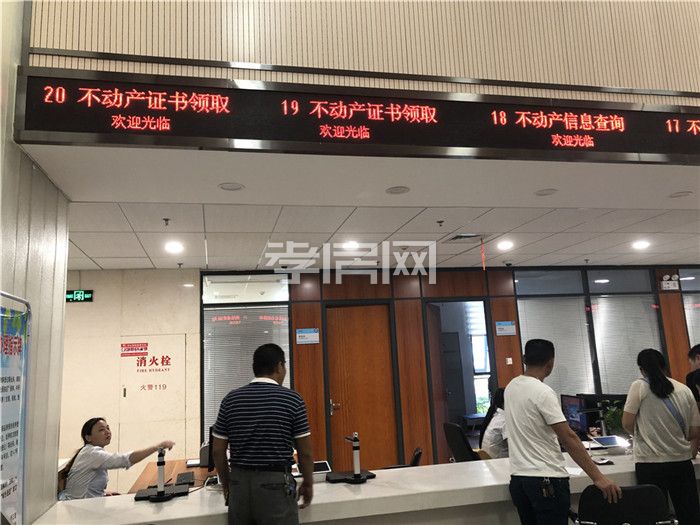 20 不动产证书领取
欢迎光临
19 不动产证书领取
欢迎光临
18 不动产信息查询
欢迎光临
17 不
孝居网
消火栓
FIRE HYDRANT
火警119